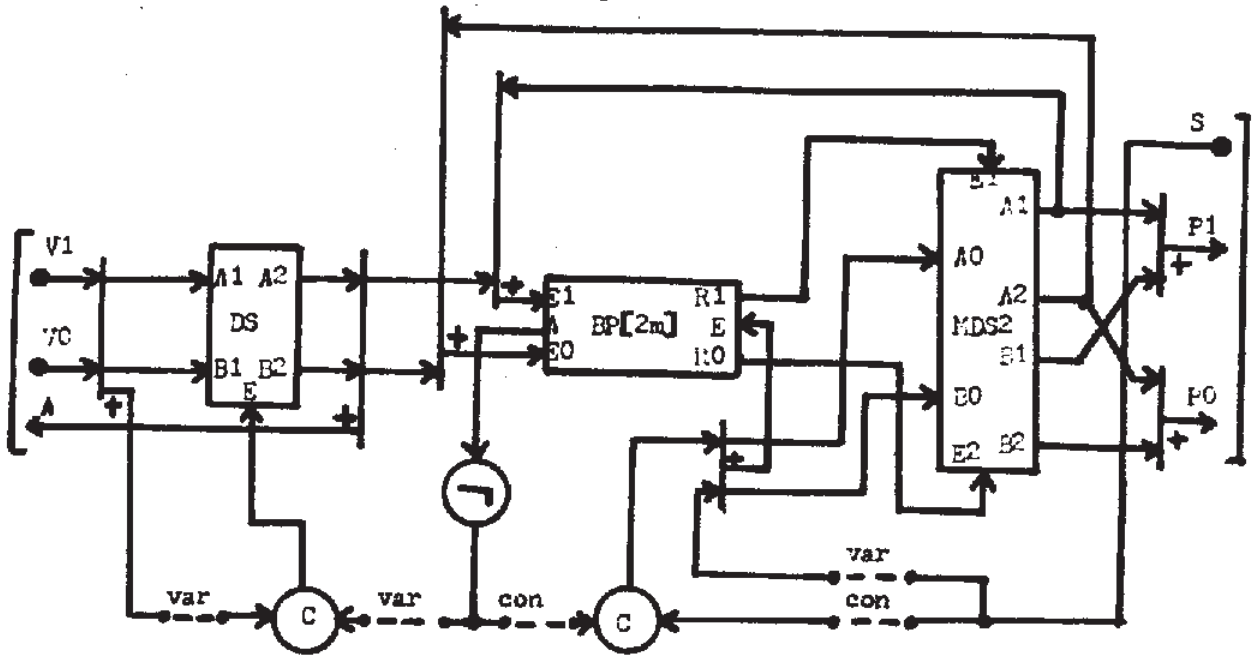 S
V1
A1 A2
DS
V0
B1 B2
E
A
+
+
+
+
E1 R1
A BP[2m] E
E0 R0
E1
A1
A0
A2
MDS2
B1
B0
E2 B2
P1
+
P0
+
¬
+
var
con
var
C
var
con
C